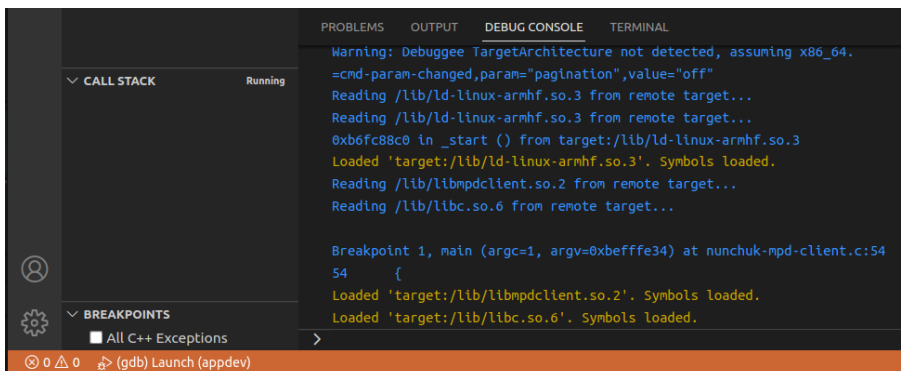 PROBLEMS OUTPUT DEBUG CONSOLE TERMINAL
Warning: Debuggee TargetArchitecture not detected, assuming x86_64.
=cmd-param-changed,param="pagination",value="off"
Reading /lib/ld-linux-armhf.so.3 from remote target...
Reading /lib/ld-linux-armhf.so.3 from remote target...
0xb6fc88c0 in _start () from target:/lib/ld-linux-armhf.so.3
Loaded 'target:/lib/ld-linux-armhf.so.3'. Symbols loaded.
Reading /lib/libmpdclient.so.2 from remote target...
Reading /lib/libc.so.6 from remote target...
Breakpoint 1, main (argc=1, argv=0xbefffe34) at nunchuk-mpd-client.c:54
54 {
Loaded 'target:/lib/libmpdclient.so.2'. Symbols loaded.
Loaded 'target:/lib/libc.so.6'. Symbols loaded.
>
CALL STACK Running
BREAKPOINTS
All C++ Exceptions
0 0 (gdb) Launch (appdev)